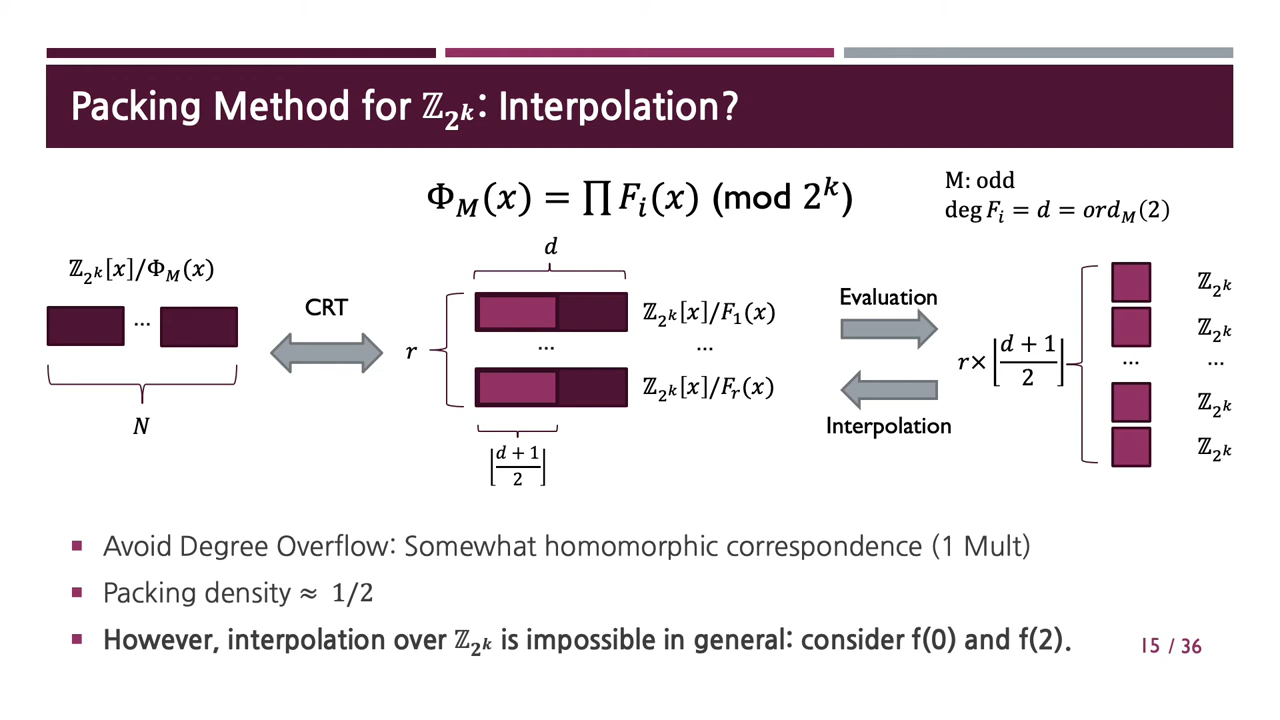 Packing Method for ℤ_{2^k}: Interpolation?
Φ_M(x) = ∏ F_i(x) (mod 2^k)
M: odd
deg F_i = d = ord_M(2)
ℤ_{2^k}[x]/Φ_M(x)
...
N
CRT
d
r
ℤ_{2^k}[x]/F_1(x)
... ...
ℤ_{2^k}[x]/F_r(x)
⌊(d + 1)/2⌋
Evaluation
Interpolation
r× ⌊(d + 1)/2⌋
ℤ_{2^k}
ℤ_{2^k}
... ...
ℤ_{2^k}
ℤ_{2^k}
▪ Avoid Degree Overflow: Somewhat homomorphic correspondence (1 Mult)
▪ Packing density ≈ 1/2
▪ However, interpolation over ℤ_{2^k} is impossible in general: consider f(0) and f(2).
15 / 36